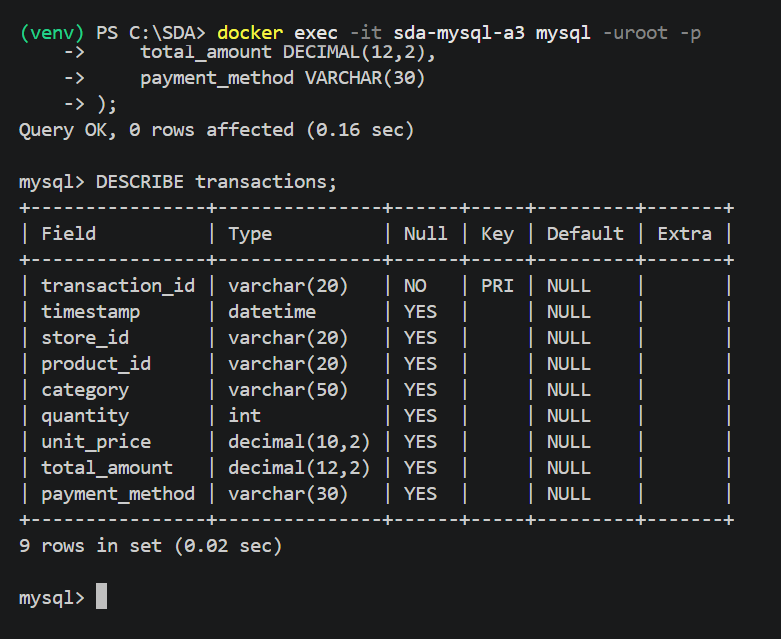 (venv) PS C:\SDA> docker exec -it sda-mysql-a3 mysql -uroot -p
    ->     total_amount DECIMAL(12,2),
    ->     payment_method VARCHAR(30)
    -> );
Query OK, 0 rows affected (0.16 sec)

mysql> DESCRIBE transactions;
+----------------+---------------+------+-----+---------+-------+
| Field          | Type          | Null | Key | Default | Extra |
+----------------+---------------+------+-----+---------+-------+
| transaction_id | varchar(20)   | NO   | PRI | NULL    |       |
| timestamp      | datetime      | YES  |     | NULL    |       |
| store_id       | varchar(20)   | YES  |     | NULL    |       |
| product_id     | varchar(20)   | YES  |     | NULL    |       |
| category       | varchar(50)   | YES  |     | NULL    |       |
| quantity       | int           | YES  |     | NULL    |       |
| unit_price     | decimal(10,2) | YES  |     | NULL    |       |
| total_amount   | decimal(12,2) | YES  |     | NULL    |       |
| payment_method | varchar(30)   | YES  |     | NULL    |       |
+----------------+---------------+------+-----+---------+-------+
9 rows in set (0.02 sec)

mysql>